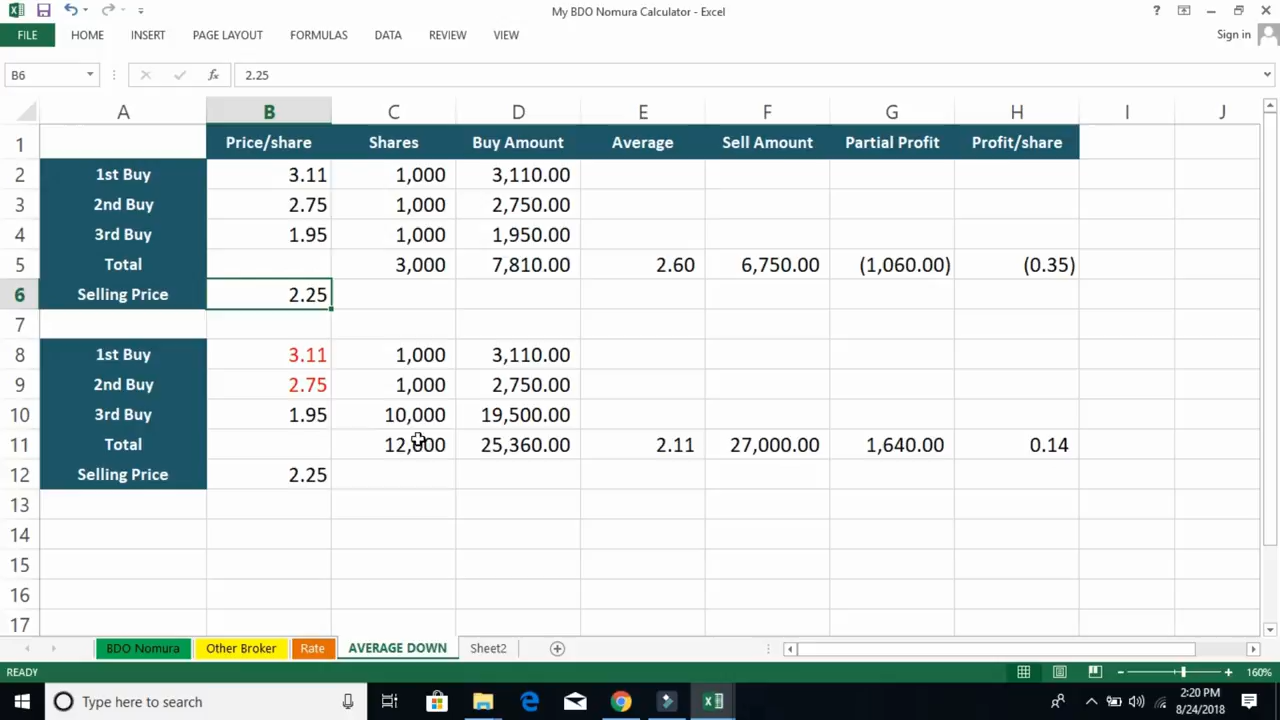 My BDO Nomura Calculator - Excel
?
FILE HOME INSERT PAGE LAYOUT FORMULAS DATA REVIEW VIEW Sign in
B6 fx 2.25
A B C D E F G H I J
1 Price/share Shares Buy Amount Average Sell Amount Partial Profit Profit/share
2 1st Buy 3.11 1,000 3,110.00
3 2nd Buy 2.75 1,000 2,750.00
4 3rd Buy 1.95 1,000 1,950.00
5 Total 3,000 7,810.00 2.60 6,750.00 (1,060.00) (0.35)
6 Selling Price 2.25
7
8 1st Buy 3.11 1,000 3,110.00
9 2nd Buy 2.75 1,000 2,750.00
10 3rd Buy 1.95 10,000 19,500.00
11 Total 12,000 25,360.00 2.11 27,000.00 1,640.00 0.14
12 Selling Price 2.25
13
14
15
16
17
BDO Nomura Other Broker Rate AVERAGE DOWN Sheet2
READY 160%
Type here to search 2:20 PM
8/24/2018